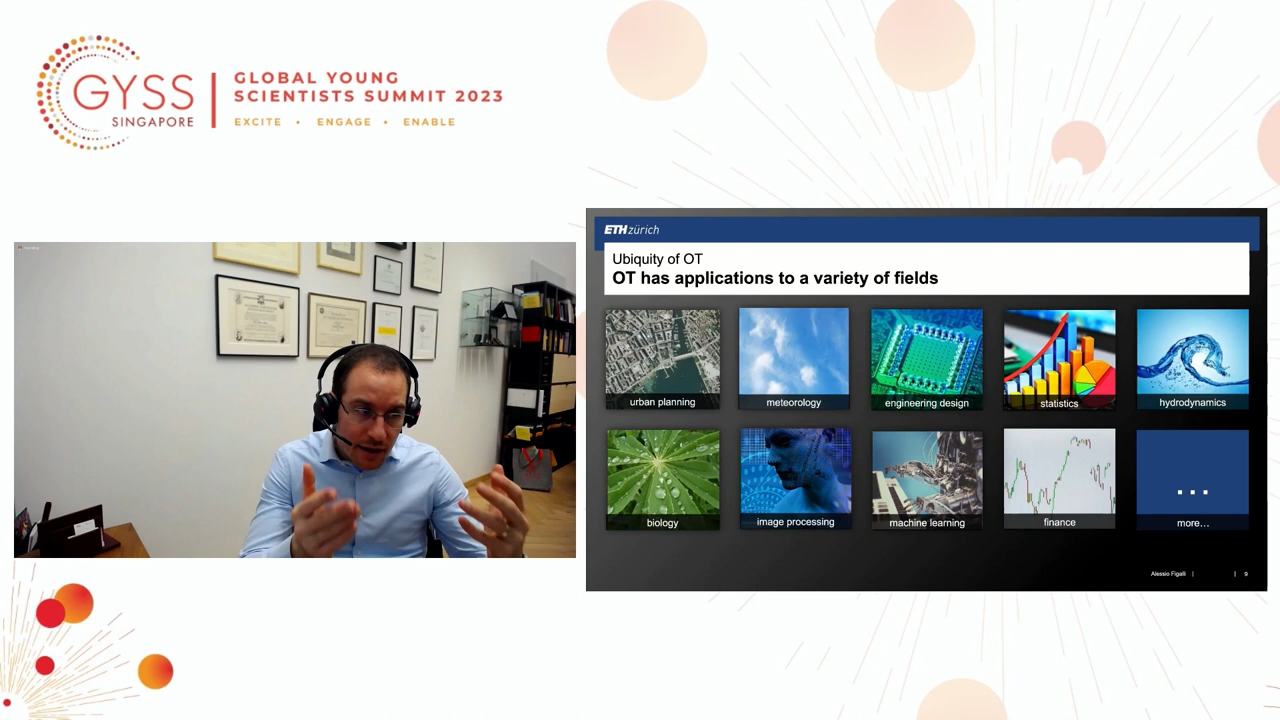 GYSS
SINGAPORE
GLOBAL YOUNG
SCIENTISTS SUMMIT 2023
EXCITE • ENGAGE • ENABLE
ETH zürich
Ubiquity of OT
OT has applications to a variety of fields
urban planning
meteorology
engineering design
statistics
hydrodynamics
biology
image processing
machine learning
finance
...
more...
Alessio Figalli | | 9